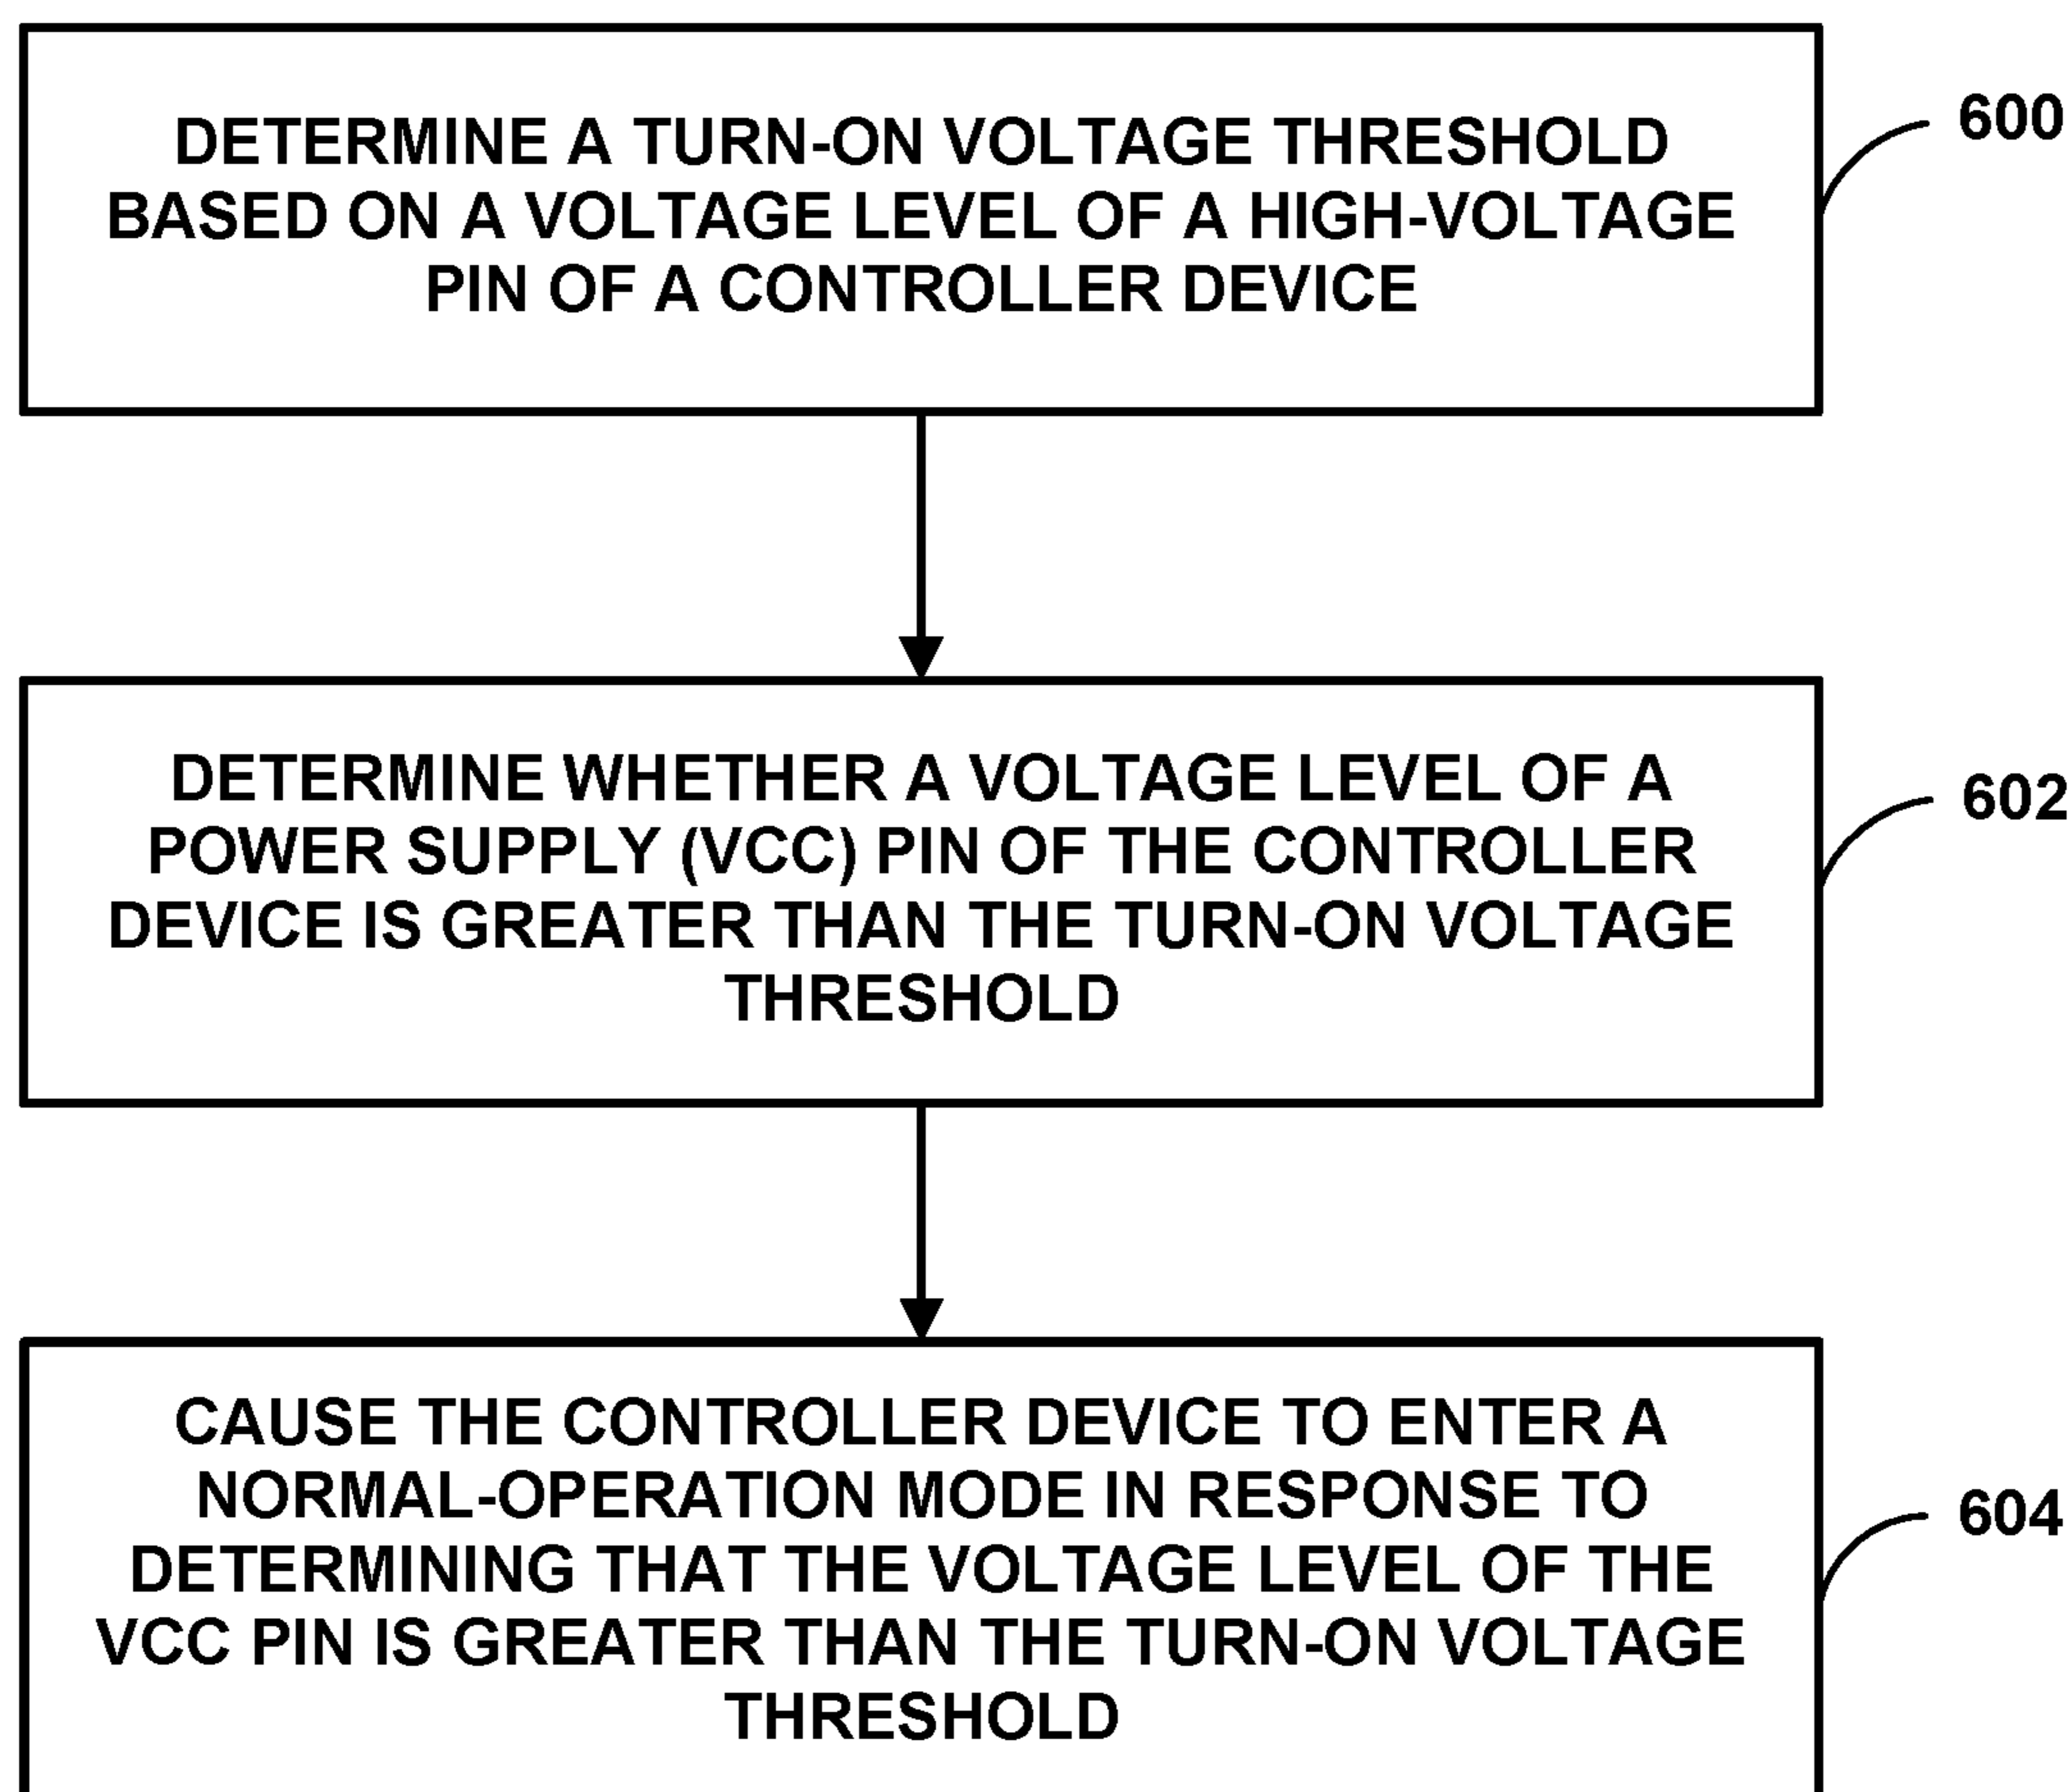 DETERMINE A TURN-ON VOLTAGE THRESHOLD
BASED ON A VOLTAGE LEVEL OF A HIGH-VOLTAGE
PIN OF A CONTROLLER DEVICE
600
DETERMINE WHETHER A VOLTAGE LEVEL OF A
POWER SUPPLY (VCC) PIN OF THE CONTROLLER
DEVICE IS GREATER THAN THE TURN-ON VOLTAGE
THRESHOLD
602
CAUSE THE CONTROLLER DEVICE TO ENTER A
NORMAL-OPERATION MODE IN RESPONSE TO
DETERMINING THAT THE VOLTAGE LEVEL OF THE
VCC PIN IS GREATER THAN THE TURN-ON VOLTAGE
THRESHOLD
604